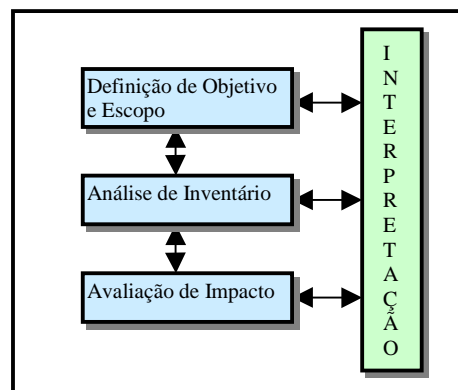 Definição de Objetivo
e Escopo
Análise de Inventário
Avaliação de Impacto
I
N
T
E
R
P
R
E
T
A
Ç
Ã
O